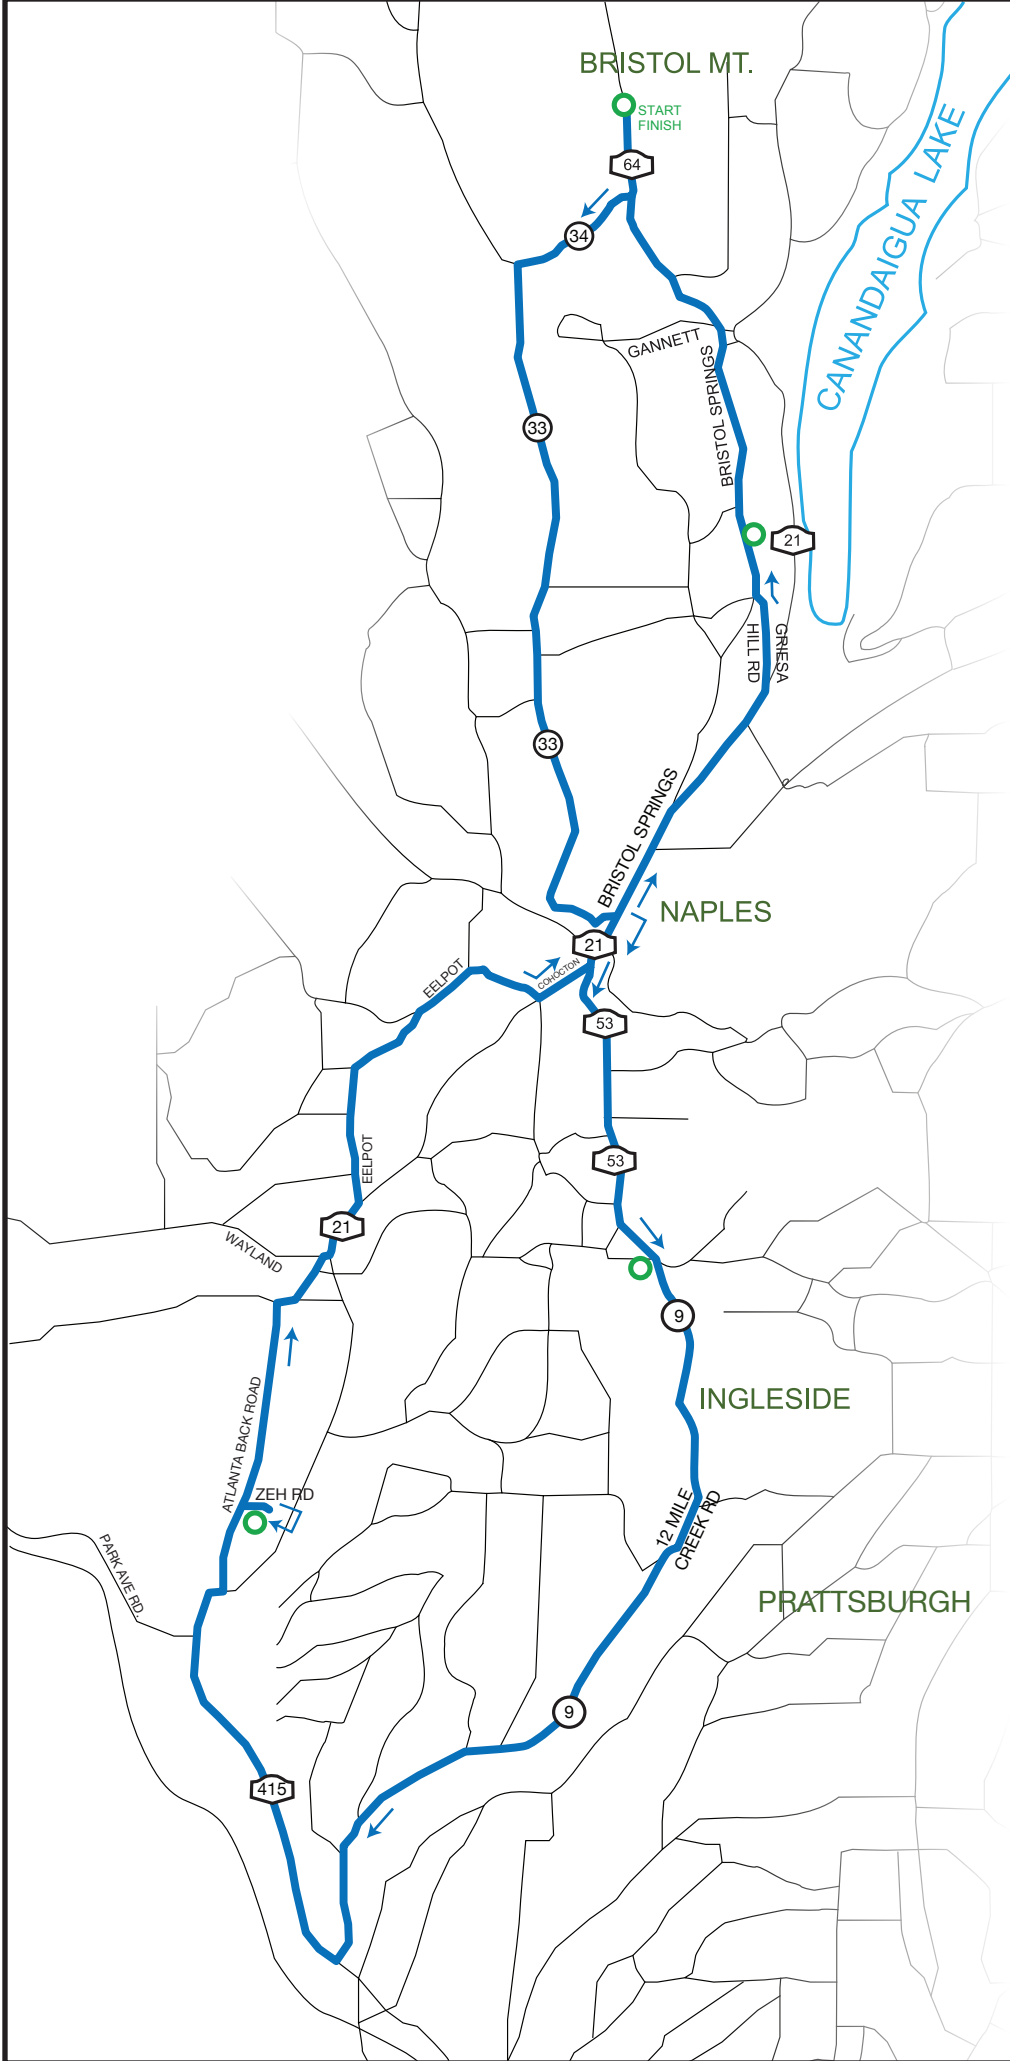 BRISTOL MT.
START
FINISH
64
34
CANANDAIGUA LAKE
GANNETT
BRISTOL SPRINGS
33
21
GRIESA
HILL RD
33
BRISTOL SPRINGS
NAPLES
21
COHOCTON
EELPOT
53
EELPOT
53
21
WAYLAND
9
INGLESIDE
ATLANTA BACK ROAD
ZEH RD
12 MILE
CREEK RD
PARK AVE RD.
PRATTSBURGH
9
415